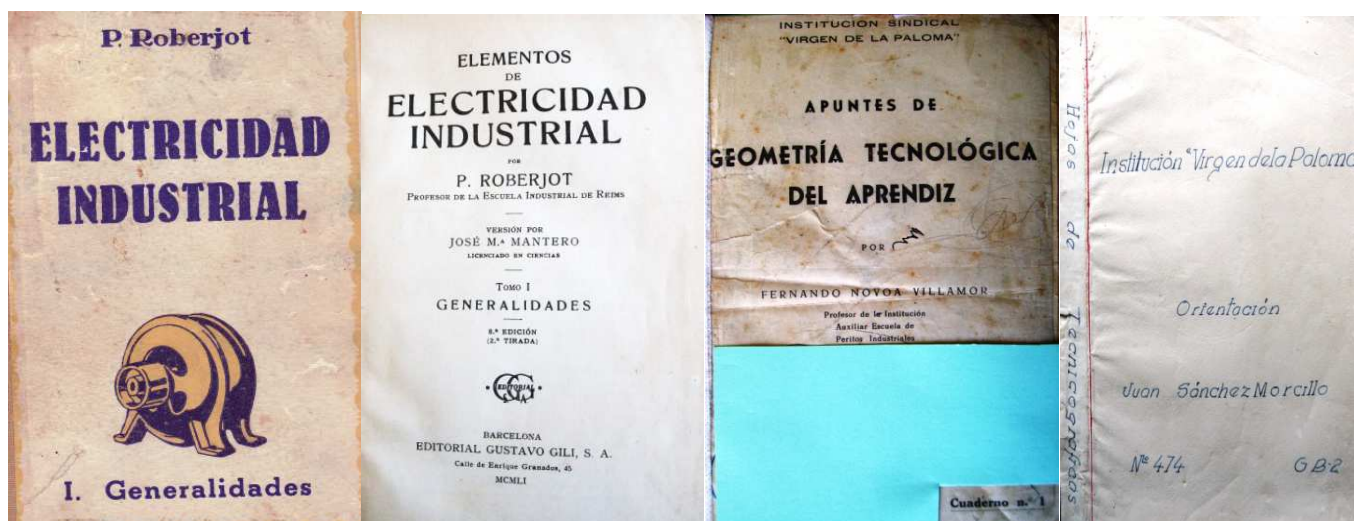 P. Roberjot
ELECTRICIDAD
INDUSTRIAL
I. Generalidades
ELEMENTOS
DE
ELECTRICIDAD
INDUSTRIAL
POR
P. ROBERJOT
PROFESOR DE LA ESCUELA INDUSTRIAL DE REIMS
VERSIÓN POR
JOSÉ M.ª MANTERO
LICENCIADO EN CIENCIAS
TOMO I
GENERALIDADES
8.ª EDICIÓN
(2.ª TIRADA)
EDITORIAL
BARCELONA
EDITORIAL GUSTAVO GILI, S. A.
Calle de Enrique Granados, 45
MCMLI
INSTITUCION SINDICAL
"VIRGEN DE LA PALOMA"
APUNTES DE
GEOMETRÍA TECNOLÓGICA
DEL APRENDIZ
POR
FERNANDO NOVOA VILLAMOR
Profesor de la Institución
Auxiliar Escuela de
Peritos Industriales
Cuaderno n.º 1
Hojas de Tecnicografias
Institución "Virgen de la Paloma
Orientación
Juan Sánchez Morcillo
Nº 474 GB-2